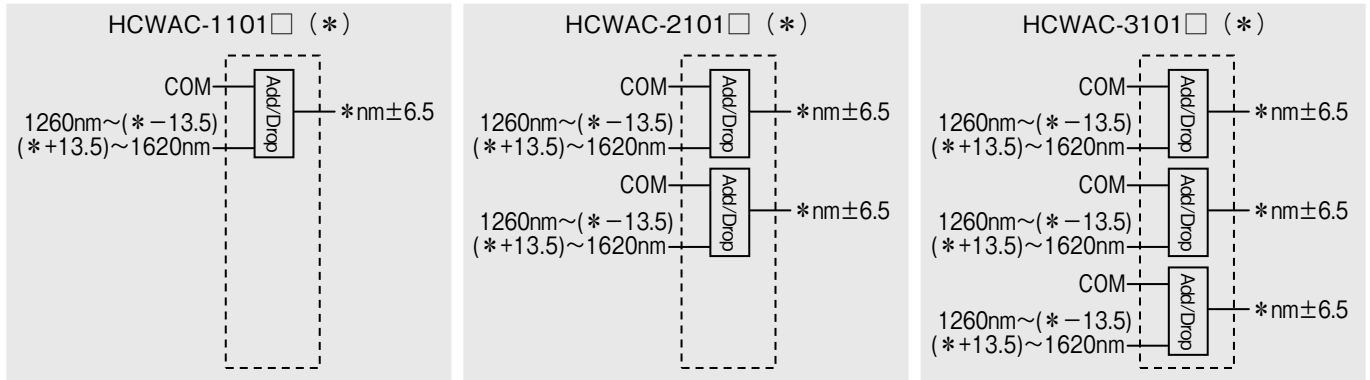 HCWAC-1101□（＊）
COM
Add/Drop
＊nm±6.5
1260nm～(＊－13.5)
(＊+13.5)～1620nm
HCWAC-2101□（＊）
COM
Add/Drop
＊nm±6.5
1260nm～(＊－13.5)
(＊+13.5)～1620nm
COM
Add/Drop
＊nm±6.5
1260nm～(＊－13.5)
(＊+13.5)～1620nm
HCWAC-3101□（＊）
COM
Add/Drop
＊nm±6.5
1260nm～(＊－13.5)
(＊+13.5)～1620nm
COM
Add/Drop
＊nm±6.5
1260nm～(＊－13.5)
(＊+13.5)～1620nm
COM
Add/Drop
＊nm±6.5
1260nm～(＊－13.5)
(＊+13.5)～1620nm